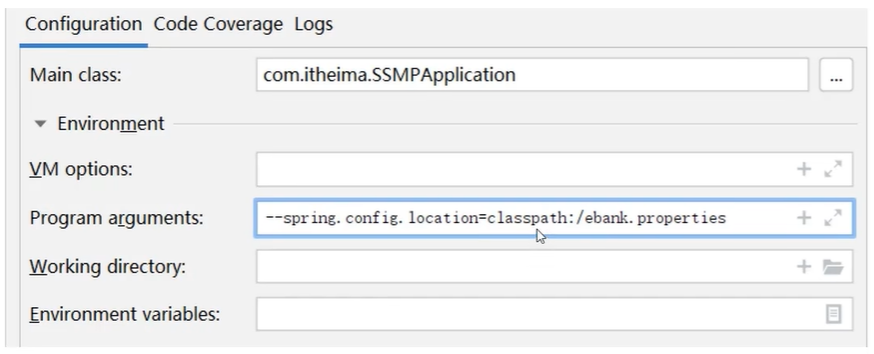 Configuration Code Coverage Logs
Main class: com.itheima.SSMPApplication ...
Environment
VM options:
Program arguments: --spring.config.location=classpath:/ebank.properties
Working directory:
Environment variables: